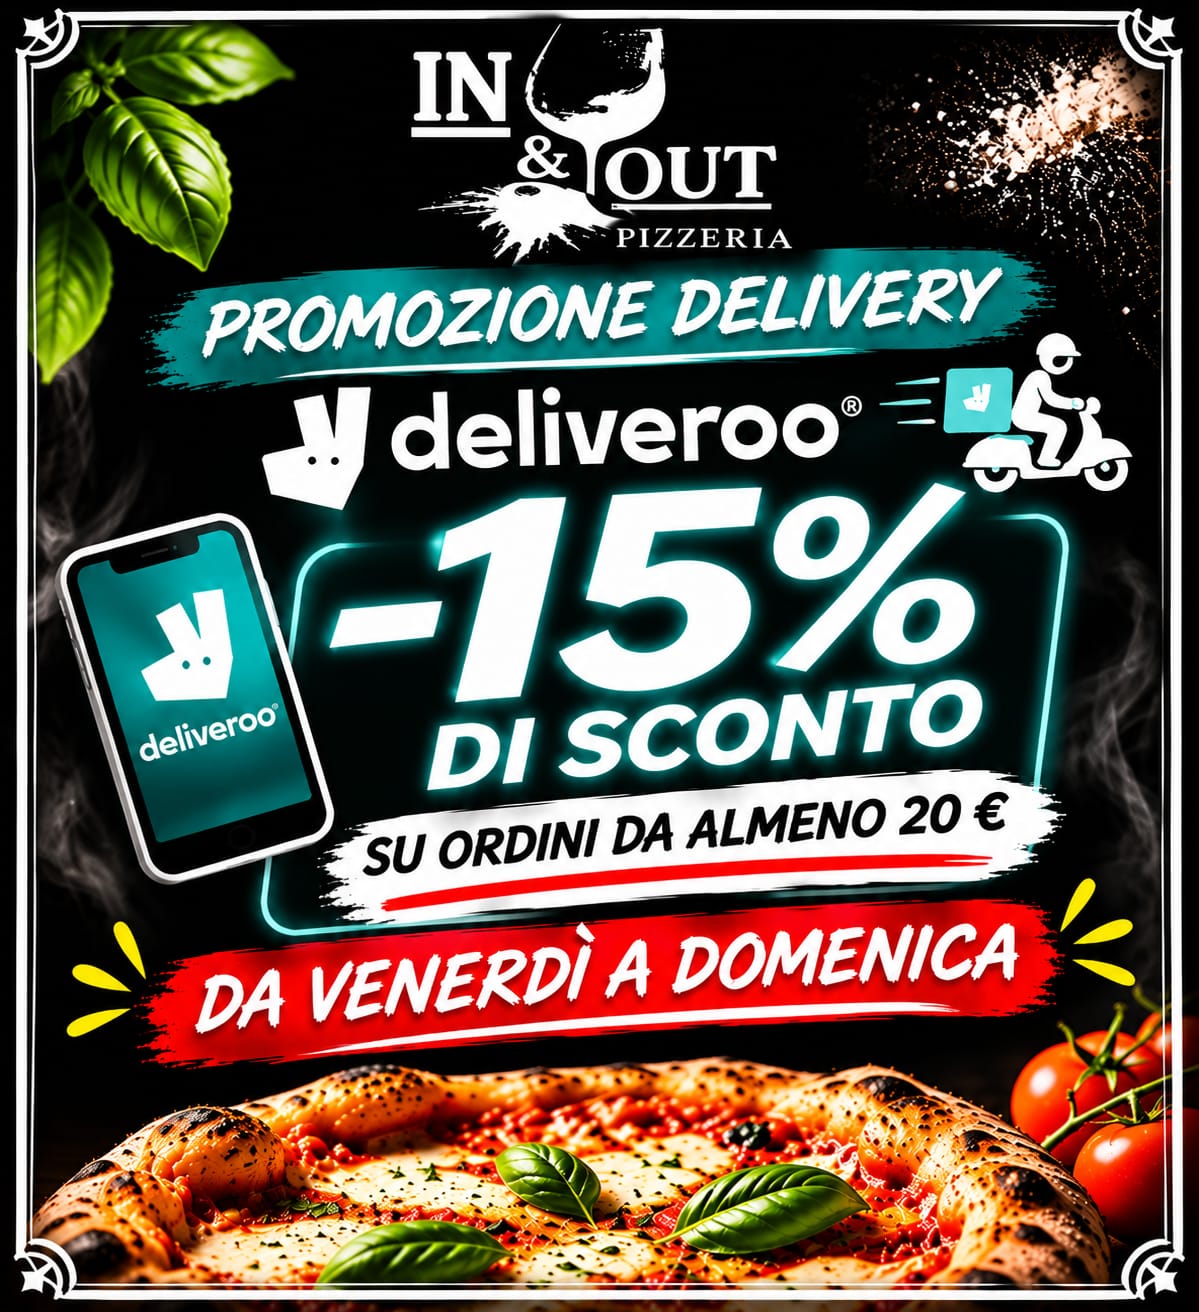 IN
& OUT
PIZZERIA
PROMOZIONE DELIVERY
deliveroo®
-15%
DI SCONTO
deliveroo®
SU ORDINI DA ALMENO 20 €
DA VENERDÌ A DOMENICA